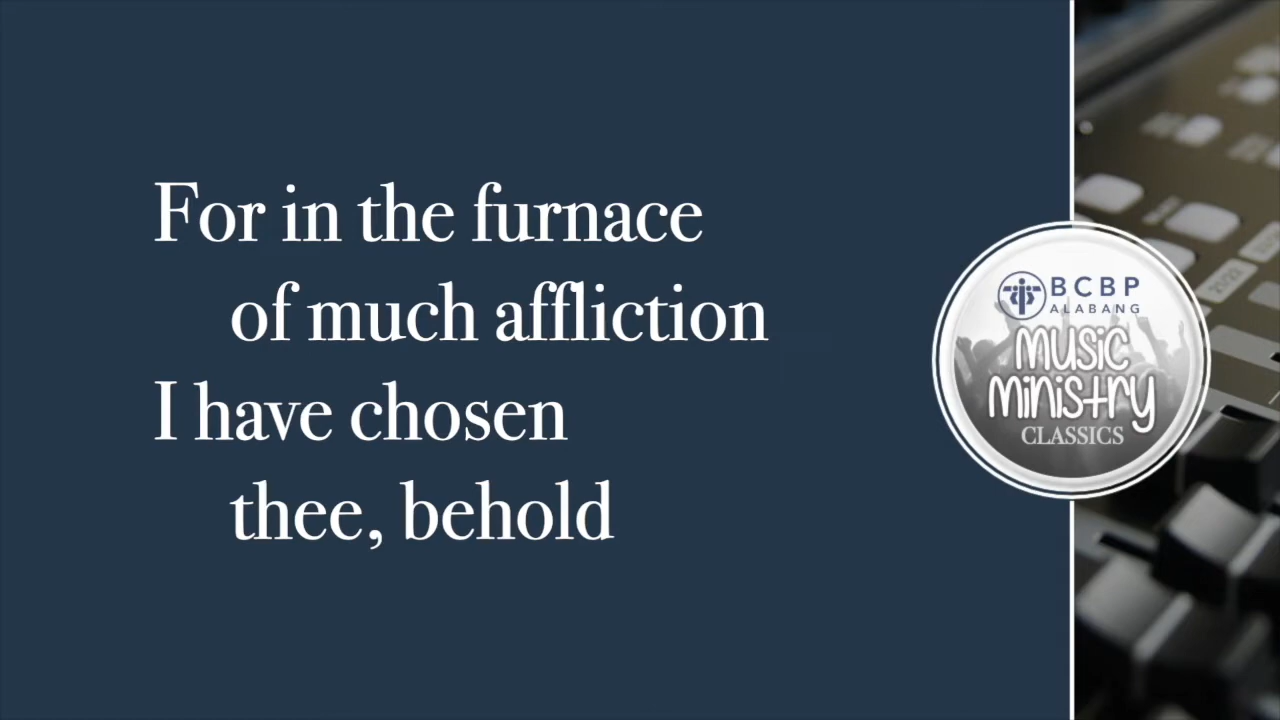 For in the furnace
of much affliction
I have chosen
thee, behold
BCBP
ALABANG
music
ministry
CLASSICS